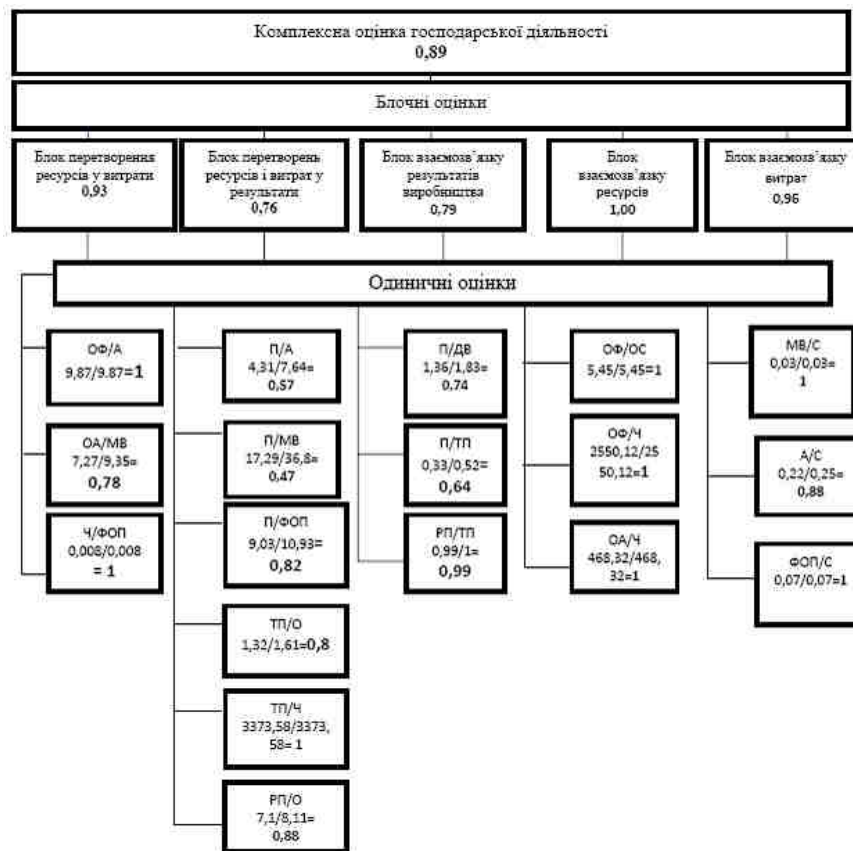 Комплексна оцінка господарської діяльності
0,89
Блочні оцінки
Блок перетворення
ресурсів у витрати
0,93
Блок перетворень
ресурсів і витрат у
результати
0,76
Блок взаємозв’язку
результатів
виробництва
0,79
Блок
взаємозв’язку
ресурсів
1,00
Блок взаємозв’язку
витрат
0,96
Одиничні оцінки
ОФ/А
9,87/9.87=1
ОА/МВ
7,27/9,35=
0,78
Ч/ФОП
0,008/0,008
= 1
П/А
4,31/7,64=
0,57
П/МВ
17,29/36,8=
0,47
П/ФОП
9,03/10,93=
0,82
ТП/О
1,32/1,61=0,8
ТП/Ч
3373,58/3373,
58= 1
РП/О
7,1/8,11=
0,88
П/ДВ
1,36/1,83=
0,74
П/ТП
0,33/0,52=
0,64
РП/ТП
0,99/1=
0,99
ОФ/ОС
5,45/5,45=1
ОФ/Ч
2550,12/25
50,12=1
ОА/Ч
468,32/468,
32=1
МВ/С
0,03/0,03=
1
А/С
0,22/0,25=
0,88
ФОП/С
0,07/0,07=1